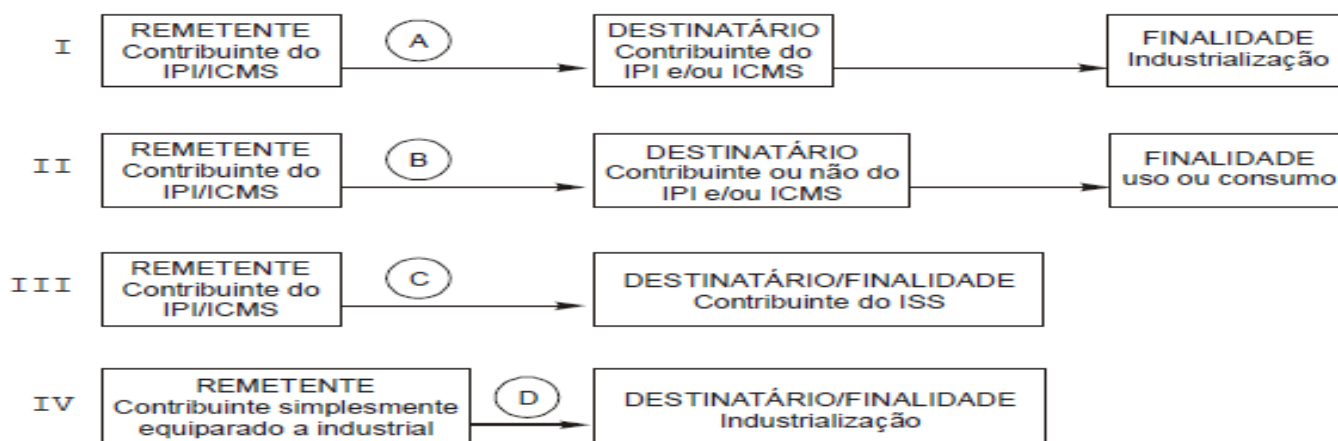 I
REMETENTE
Contribuinte do
IPI/ICMS
A
DESTINATÁRIO
Contribuinte do
IPI e/ou ICMS
FINALIDADE
Industrialização
II
REMETENTE
Contribuinte do
IPI/ICMS
B
DESTINATÁRIO
Contribuinte ou não do
IPI e/ou ICMS
FINALIDADE
uso ou consumo
III
REMETENTE
Contribuinte do
IPI/ICMS
C
DESTINATÁRIO/FINALIDADE
Contribuinte do ISS
IV
REMETENTE
Contribuinte simplesmente
equiparado a industrial
D
DESTINATÁRIO/FINALIDADE
Industrialização